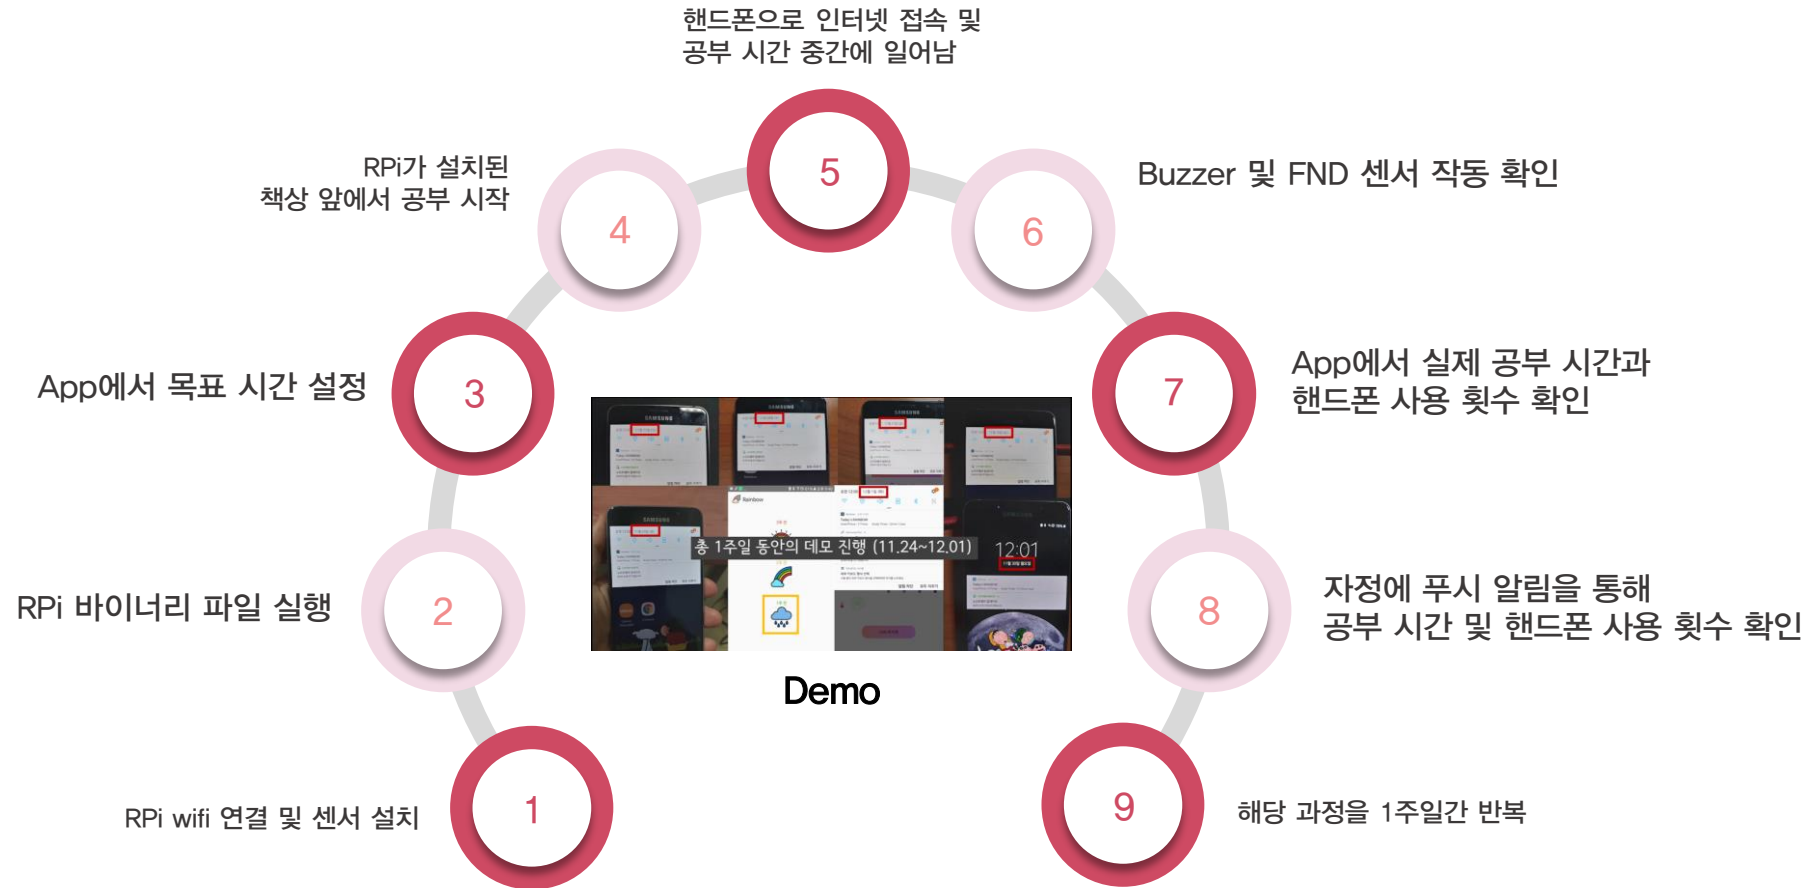 핸드폰으로 인터넷 접속 및
공부 시간 중간에 일어남
5
RPi가 설치된
책상 앞에서 공부 시작
4
6
Buzzer 및 FND 센서 작동 확인
App에서 목표 시간 설정
3
7
App에서 실제 공부 시간과
핸드폰 사용 횟수 확인
SAMSUNG
SAMSUNG
SAMSUNG
Rainbow
총 1주일 동안의 데모 진행 (11.24~12.01)
12:01
Demo
RPi 바이너리 파일 실행
2
8
자정에 푸시 알림을 통해
공부 시간 및 핸드폰 사용 횟수 확인
RPi wifi 연결 및 센서 설치
1
9
해당 과정을 1주일간 반복